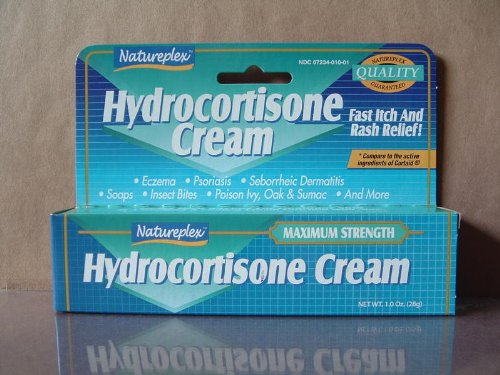 Natureplex™
NDC 67234-010-01
NATUREPLEX
QUALITY
GUARANTEED
Hydrocortisone
Cream
Fast Itch And
Rash Relief!
* Compare to the active
ingredients of Cortaid ®
• Eczema • Psoriasis • Seborrheic Dermatitis
• Soaps • Insect Bites • Poison Ivy, Oak & Sumac • And More
Natureplex™
MAXIMUM STRENGTH
Hydrocortisone Cream
NET WT. 1.0 Oz. (28g)